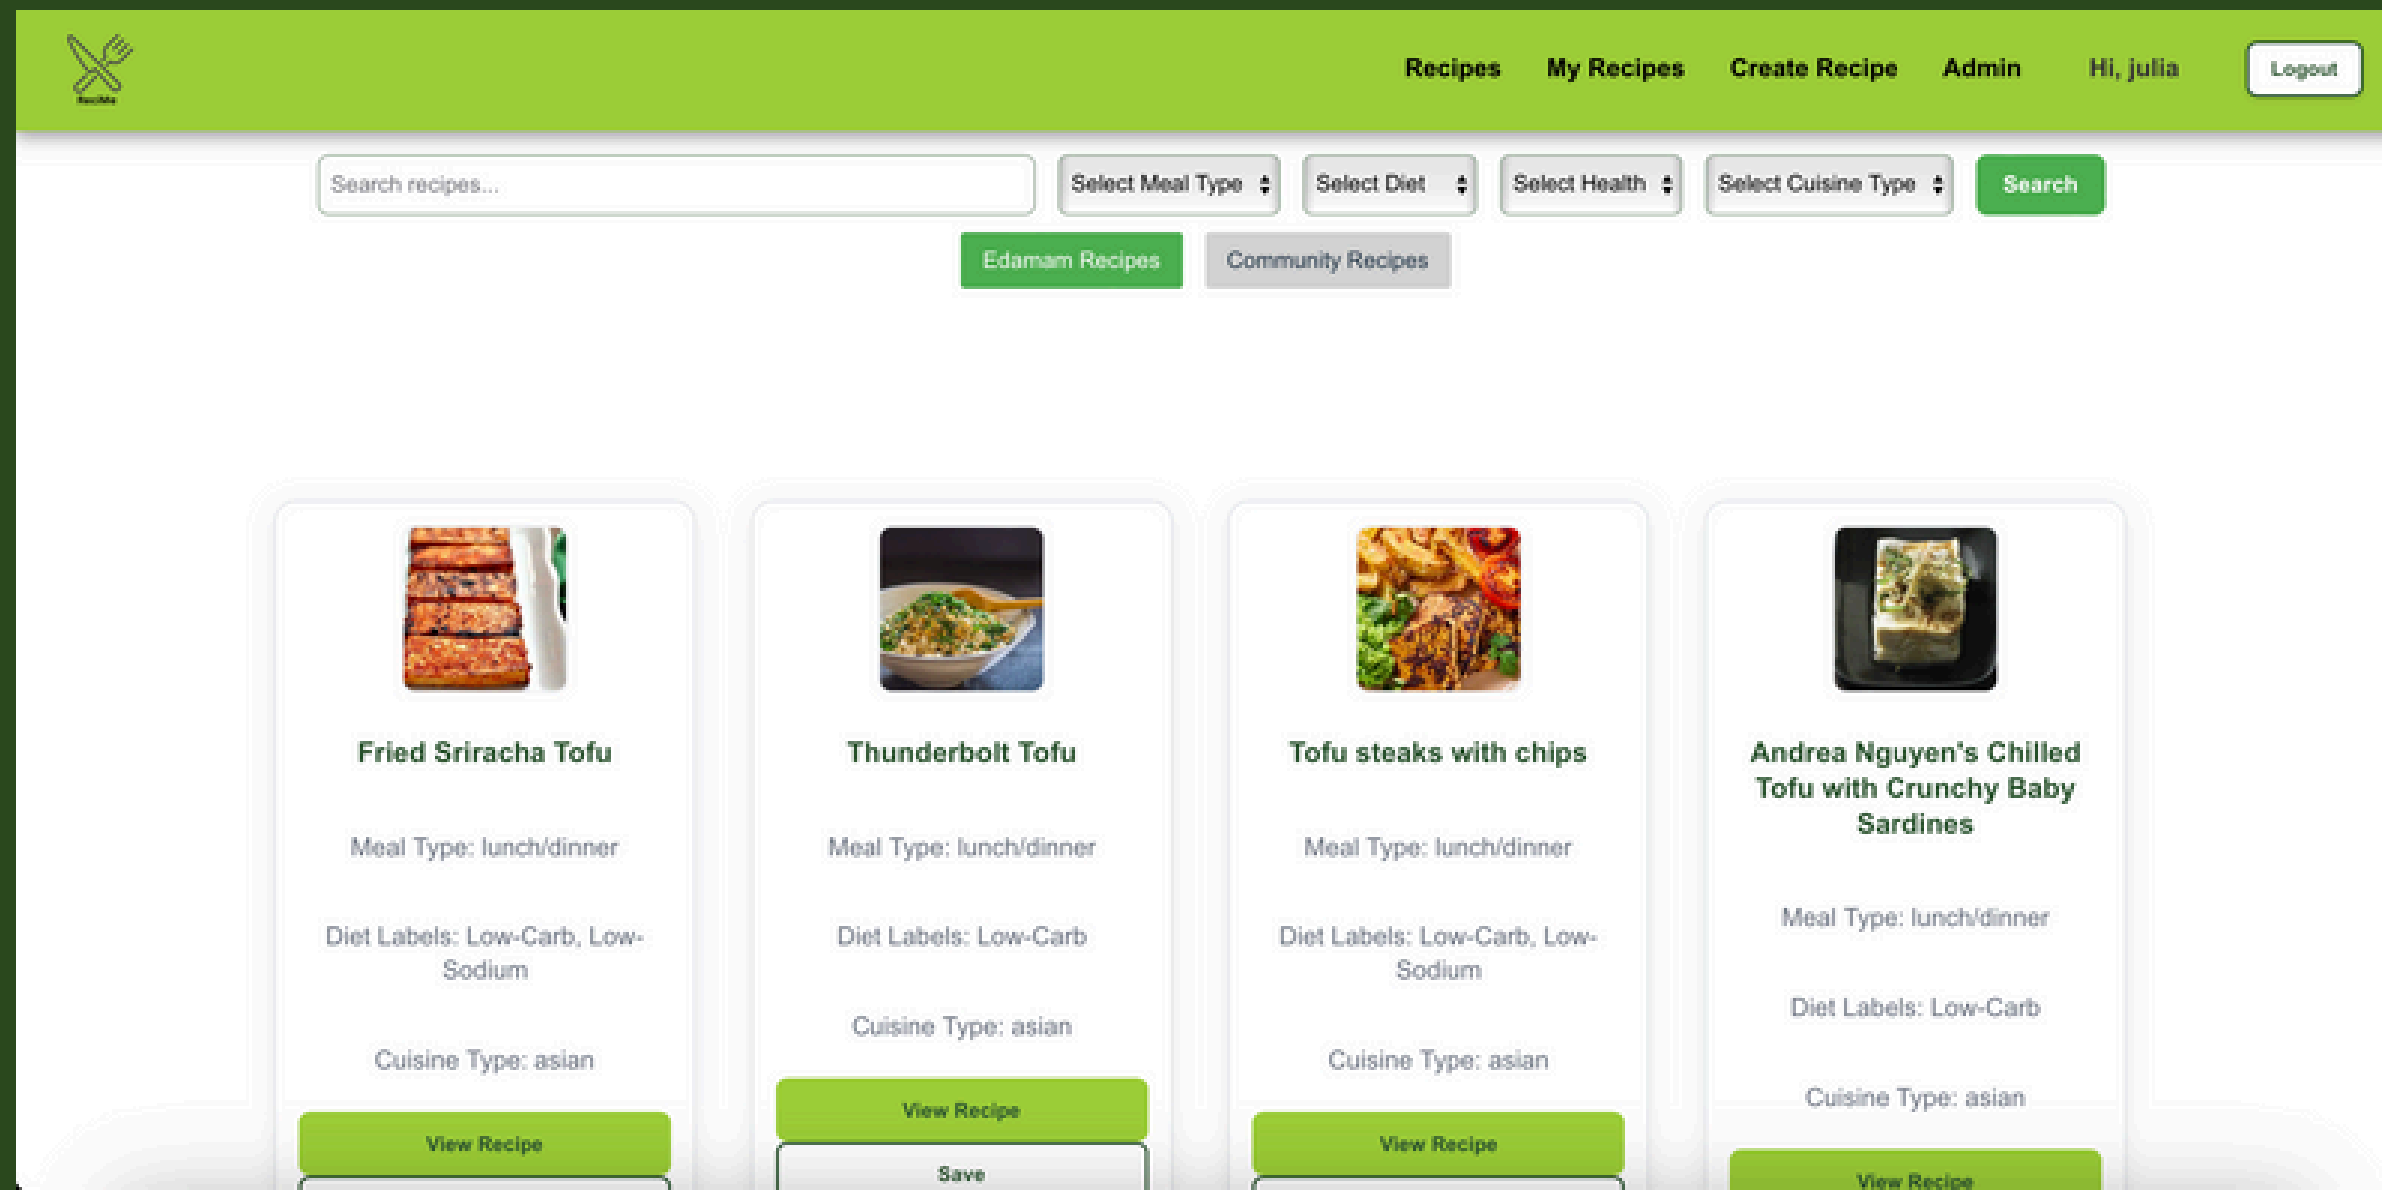 ReciMe
Recipes
My Recipes
Create Recipe
Admin
Hi, julia
Logout
Search recipes...
Select Meal Type
Select Diet
Select Health
Select Cuisine Type
Search
Edamam Recipes
Community Recipes
Fried Sriracha Tofu
Meal Type: lunch/dinner
Diet Labels: Low-Carb, Low-
Sodium
Cuisine Type: asian
View Recipe
Thunderbolt Tofu
Meal Type: lunch/dinner
Diet Labels: Low-Carb
Cuisine Type: asian
View Recipe
Save
Tofu steaks with chips
Meal Type: lunch/dinner
Diet Labels: Low-Carb, Low-
Sodium
Cuisine Type: asian
View Recipe
Andrea Nguyen's Chilled
Tofu with Crunchy Baby
Sardines
Meal Type: lunch/dinner
Diet Labels: Low-Carb
Cuisine Type: asian
View Recipe